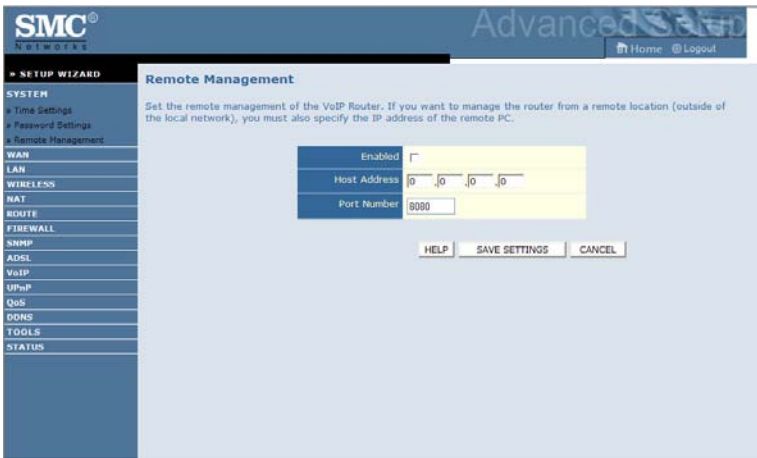 SMC®
Networks
Advanced Setup
Home Logout
» SETUP WIZARD
SYSTEM
» Time Settings
» Password Settings
» Remote Management
WAN
LAN
WIRELESS
NAT
ROUTE
FIREWALL
SNMP
ADSL
VoIP
UPnP
QoS
DDNS
TOOLS
STATUS
Remote Management
Set the remote management of the VoIP Router. If you want to manage the router from a remote location (outside of
the local network), you must also specify the IP address of the remote PC.
Enabled
Host Address 0 .0 .0 .0
Port Number 8080
HELP SAVE SETTINGS CANCEL